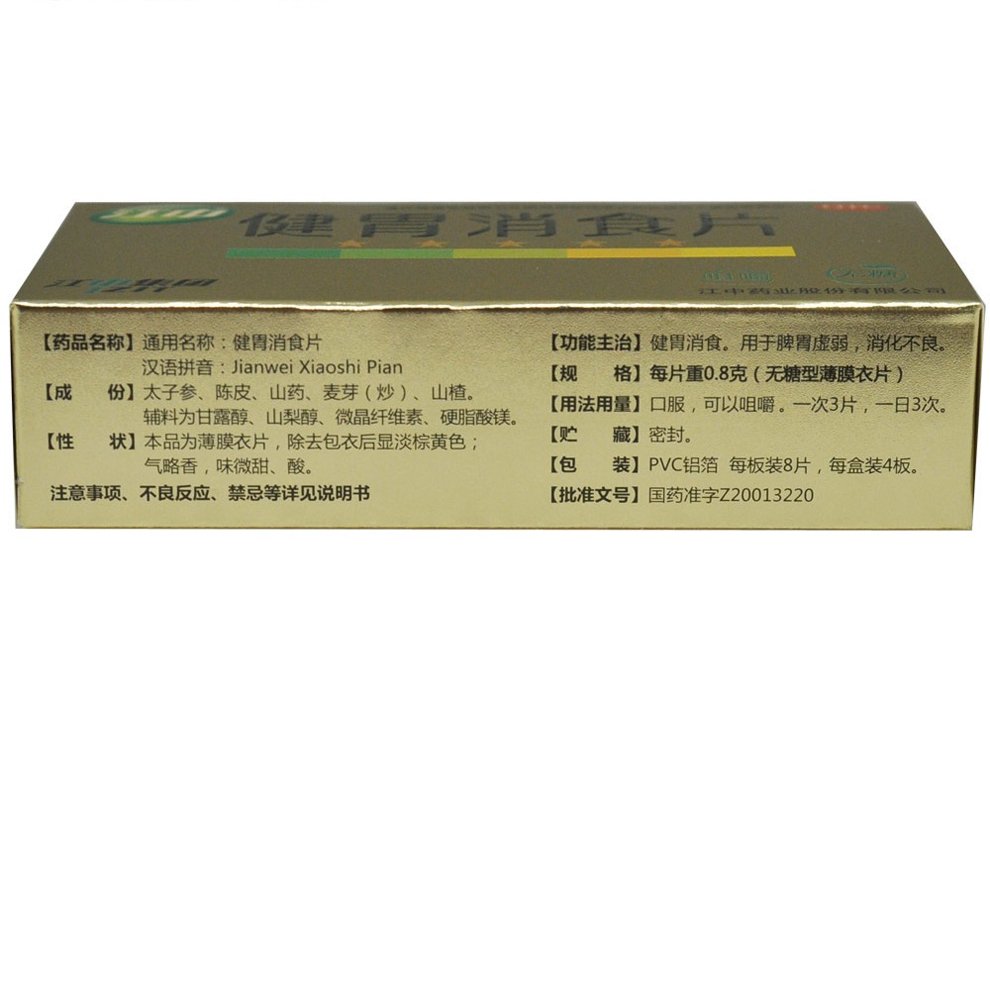 江中
健胃消食片
OTC
江中药业股份有限公司
【药品名称】通用名称：健胃消食片
汉语拼音：Jianwei Xiaoshi Pian
【成　份】太子参、陈皮、山药、麦芽（炒）、山楂。
辅料为甘露醇、山梨醇、微晶纤维素、硬脂酸镁。
【性　状】本品为薄膜衣片，除去包衣后显淡棕黄色；
气略香，味微甜、酸。
注意事项、不良反应、禁忌等详见说明书
【功能主治】健胃消食。用于脾胃虚弱，消化不良。
【规　格】每片重0.8克（无糖型薄膜衣片）
【用法用量】口服，可以咀嚼。一次3片，一日3次。
【贮　藏】密封。
【包　装】PVC铝箔 每板装8片，每盒装4板。
【批准文号】国药准字Z20013220